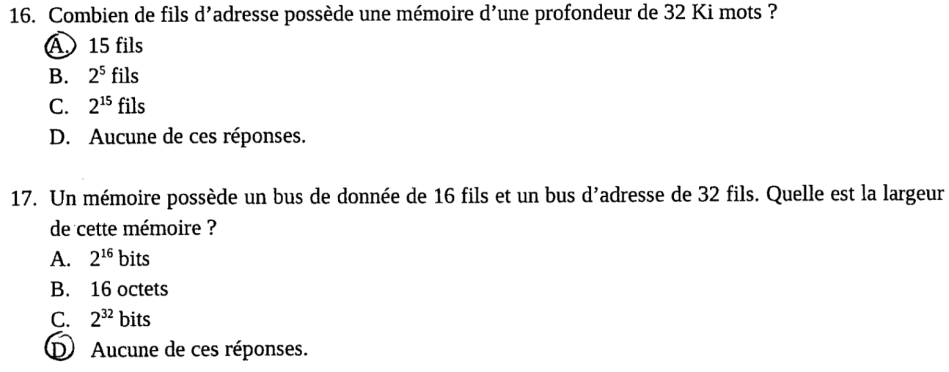 16. Combien de fils d’adresse possède une mémoire d’une profondeur de 32 Ki mots ?
A. 15 fils
B. 2⁵ fils
C. 2¹⁵ fils
D. Aucune de ces réponses.
17. Un mémoire possède un bus de donnée de 16 fils et un bus d’adresse de 32 fils. Quelle est la largeur
de cette mémoire ?
A. 2¹⁶ bits
B. 16 octets
C. 2³² bits
D Aucune de ces réponses.